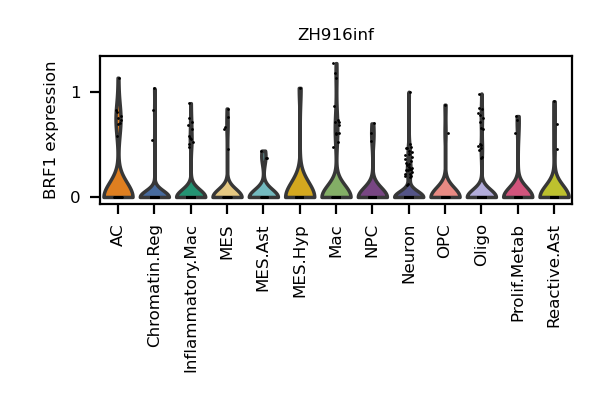 ZH916inf
BRF1 expression
1
0
AC
Chromatin.Reg
Inflammatory.Mac
MES
MES.Ast
MES.Hyp
Mac
NPC
Neuron
OPC
Oligo
Prolif.Metab
Reactive.Ast